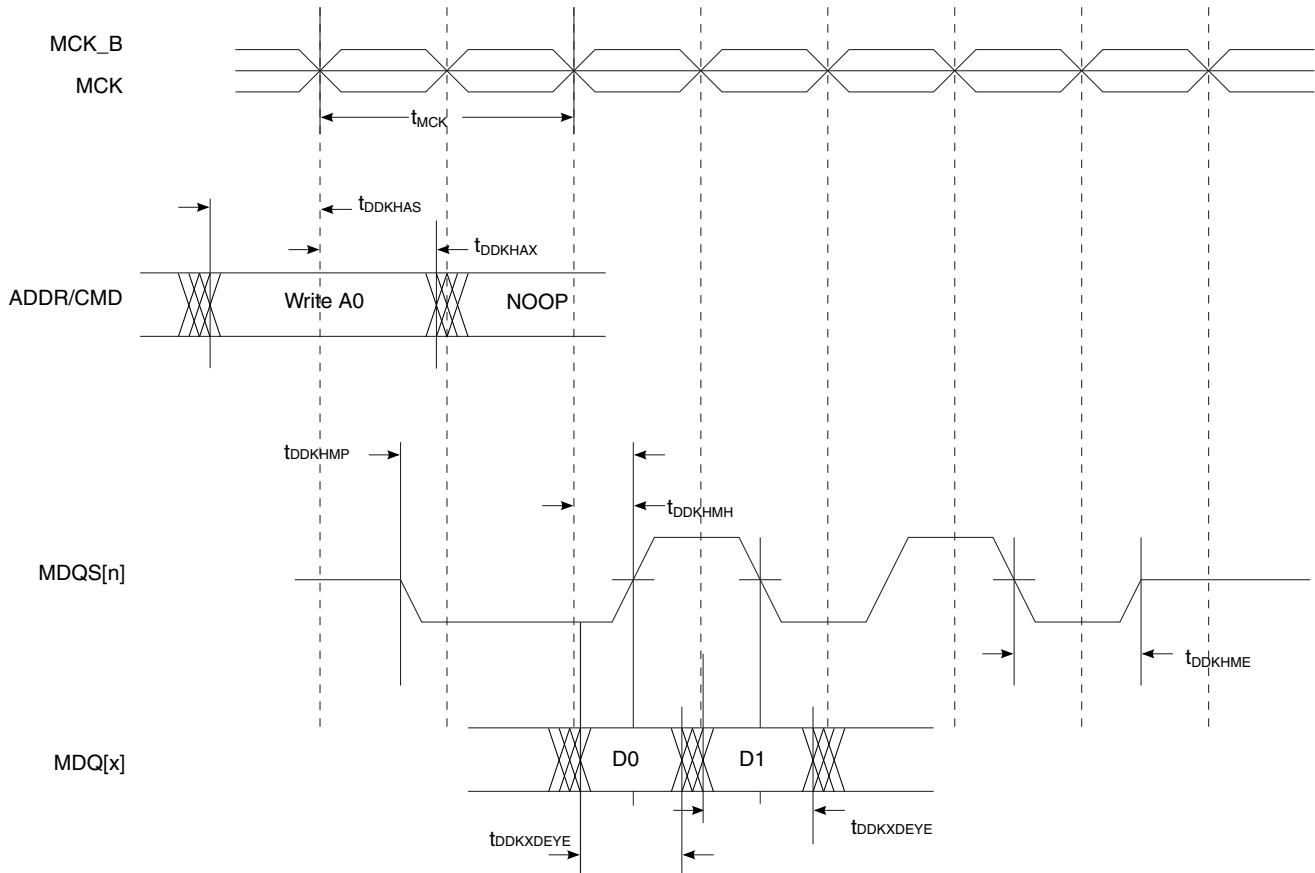 MCK_B
MCK
tMCK
tDDKHAS
tDDKHAX
ADDR/CMD
Write A0
NOOP
tDDKHMP
tDDKHMH
MDQS[n]
tDDKHME
MDQ[x]
D0
D1
tDDKXDEYE
tDDKXDEYE